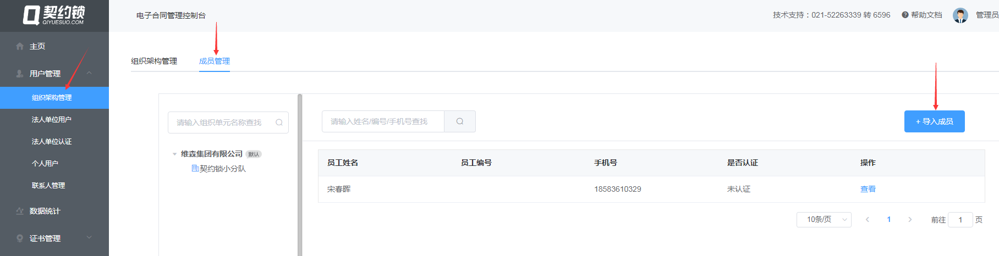 契约锁
QIYUESUO.COM
电子合同管理控制台
技术支持：021-52263339 转 6596
帮助文档
管理员
主页
用户管理
组织架构管理
法人单位用户
法人单位认证
个人用户
联系人管理
数据统计
证书管理
组织架构管理
成员管理
请输入组织单元名称查找
维森集团有限公司 默认
契约锁小分队
请输入姓名/编号/手机号查找
+ 导入成员
员工姓名 员工编号 手机号 是否认证 操作
宋春晖 18583610329 未认证 查看
10条/页 1 前往 1 页